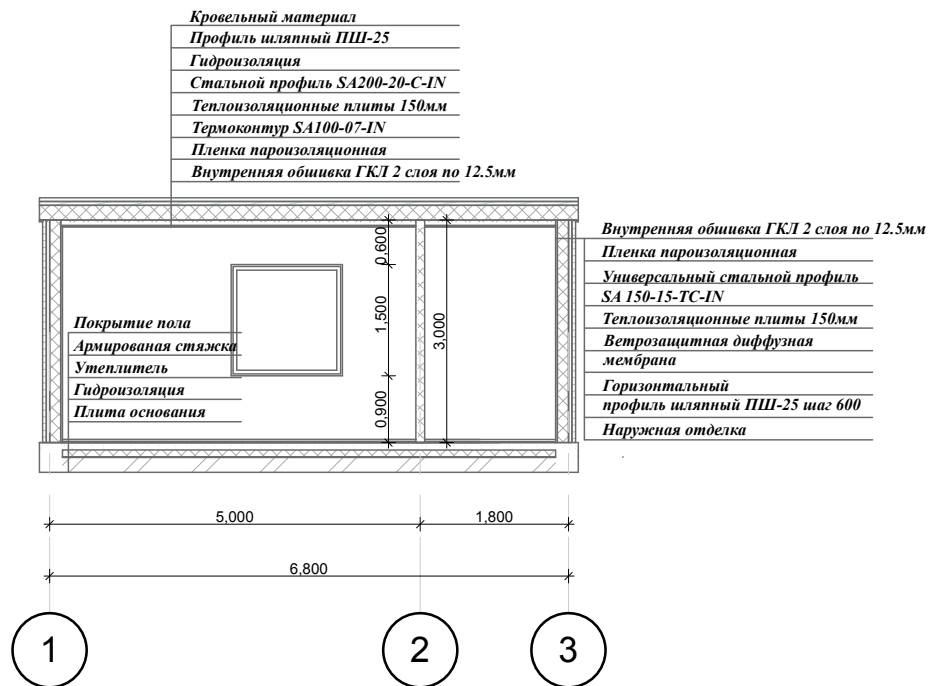 Кровельный материал
Профиль шляпный ПШ-25
Гидроизоляция
Стальной профиль SA200-20-C-IN
Теплоизоляционные плиты 150мм
Термоконтур SA100-07-IN
Пленка пароизоляционная
Внутренняя обшивка ГКЛ 2 слоя по 12.5мм
Внутренняя обшивка ГКЛ 2 слоя по 12.5мм
Пленка пароизоляционная
Универсальный стальной профиль
SA 150-15-TC-IN
Теплоизоляционные плиты 150мм
Ветрозащитная диффузная
мембрана
Горизонтальный
профиль шляпный ПШ-25 шаг 600
Наружная отделка
Покрытие пола
Армированая стяжка
Утеплитель
Гидроизоляция
Плита основания
0,600
1,500
0,900
3,000
5,000
1,800
6,800
1
2
3